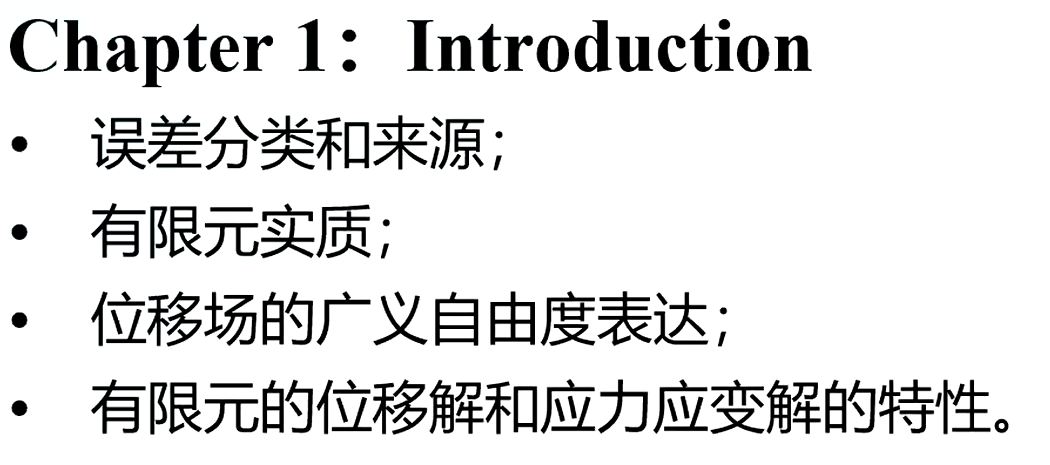 Chapter 1：Introduction
• 误差分类和来源；
• 有限元实质；
• 位移场的广义自由度表达；
• 有限元的位移解和应力应变解的特性。